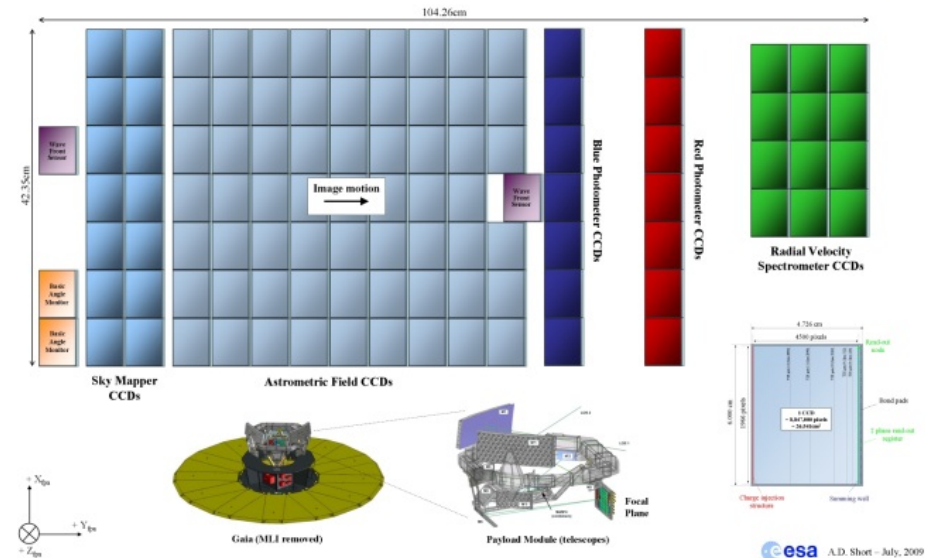 104.26cm
42.35cm
Wave
Front
Sensor
Basic
Angle
Monitor
Basic
Angle
Monitor
Image motion
Wave
Front
Sensor
Blue Photometer CCDs
Red Photometer CCDs
Sky Mapper
CCDs
Astrometric Field CCDs
Radial Velocity
Spectrometer CCDs
4.726 cm
4500 pixels
Read-out
node
1966 pixels
Bond pads
1 CCD
2 phase read-out
register
Charge injection
structure
Summing well
+ Xfpa
+ Yfpa
+ Zfpa
Gaia (MLI removed)
Payload Module (telescopes)
Focal
Plane
esa
A.D. Short – July, 2009